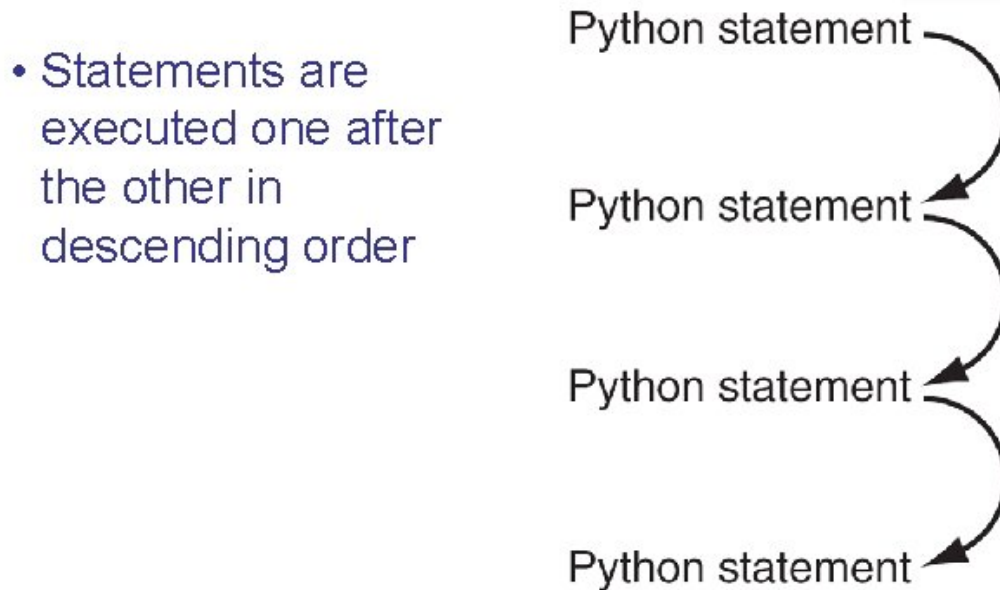 • Statements are
executed one after
the other in
descending order
Python statement
Python statement
Python statement
Python statement